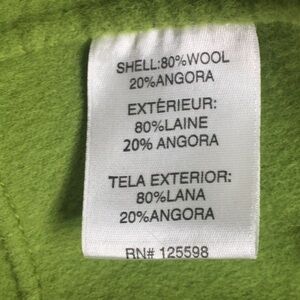 SHELL:80%WOOL
20%ANGORA
EXTÉRIEUR:
80%LAINE
20% ANGORA
TELA EXTERIOR:
80%LANA
20%ANGORA
RN# 125598